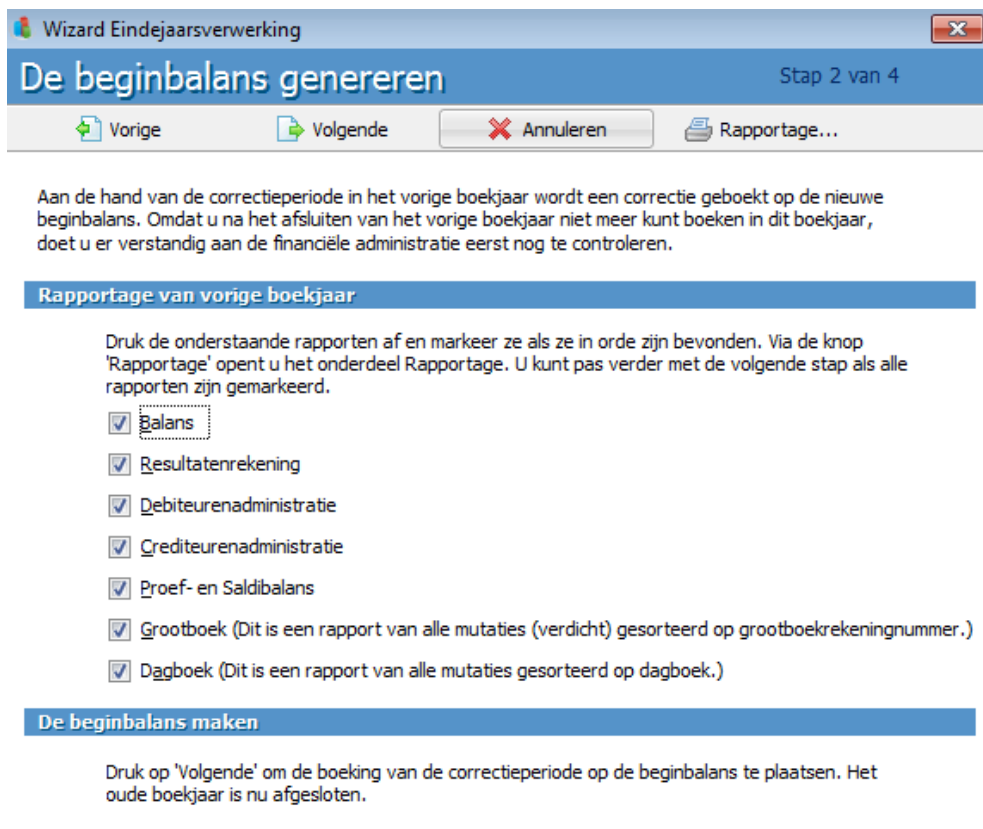 Wizard Eindejaarsverwerking
De beginbalans genereren
Stap 2 van 4
Vorige
Volgende
Annuleren
Rapportage...
Aan de hand van de correctieperiode in het vorige boekjaar wordt een correctie geboekt op de nieuwe
beginbalans. Omdat u na het afsluiten van het vorige boekjaar niet meer kunt boeken in dit boekjaar,
doet u er verstandig aan de financiële administratie eerst nog te controleren.
Rapportage van vorige boekjaar
Druk de onderstaande rapporten af en markeer ze als ze in orde zijn bevonden. Via de knop
'Rapportage' opent u het onderdeel Rapportage. U kunt pas verder met de volgende stap als alle
rapporten zijn gemarkeerd.
Balans
Resultatenrekening
Debiteurenadministratie
Crediteurenadministratie
Proef- en Saldibalans
Grootboek (Dit is een rapport van alle mutaties (verdicht) gesorteerd op grootboekrekeningnummer.)
Dagboek (Dit is een rapport van alle mutaties gesorteerd op dagboek.)
De beginbalans maken
Druk op 'Volgende' om de boeking van de correctieperiode op de beginbalans te plaatsen. Het
oude boekjaar is nu afgesloten.